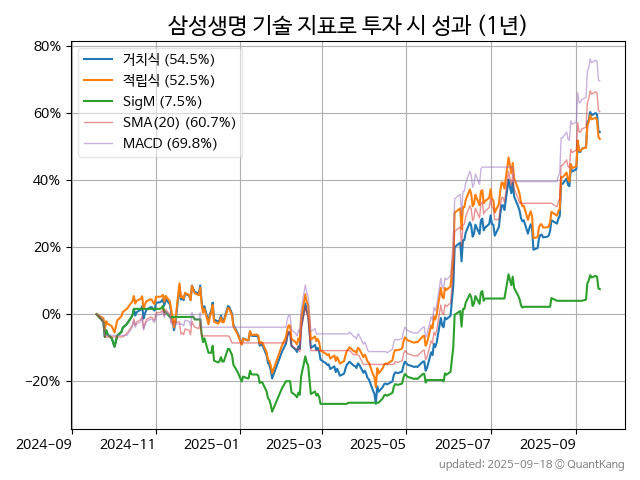 삼성생명 기술 지표로 투자 시 성과 (1년)
80%
60%
40%
20%
0%
−20%
거치식 (54.5%)
적립식 (52.5%)
SigM (7.5%)
SMA(20) (60.7%)
MACD (69.8%)
2024-09 2024-11 2025-01 2025-03 2025-05 2025-07 2025-09
updated: 2025-09-18 © QuantKang